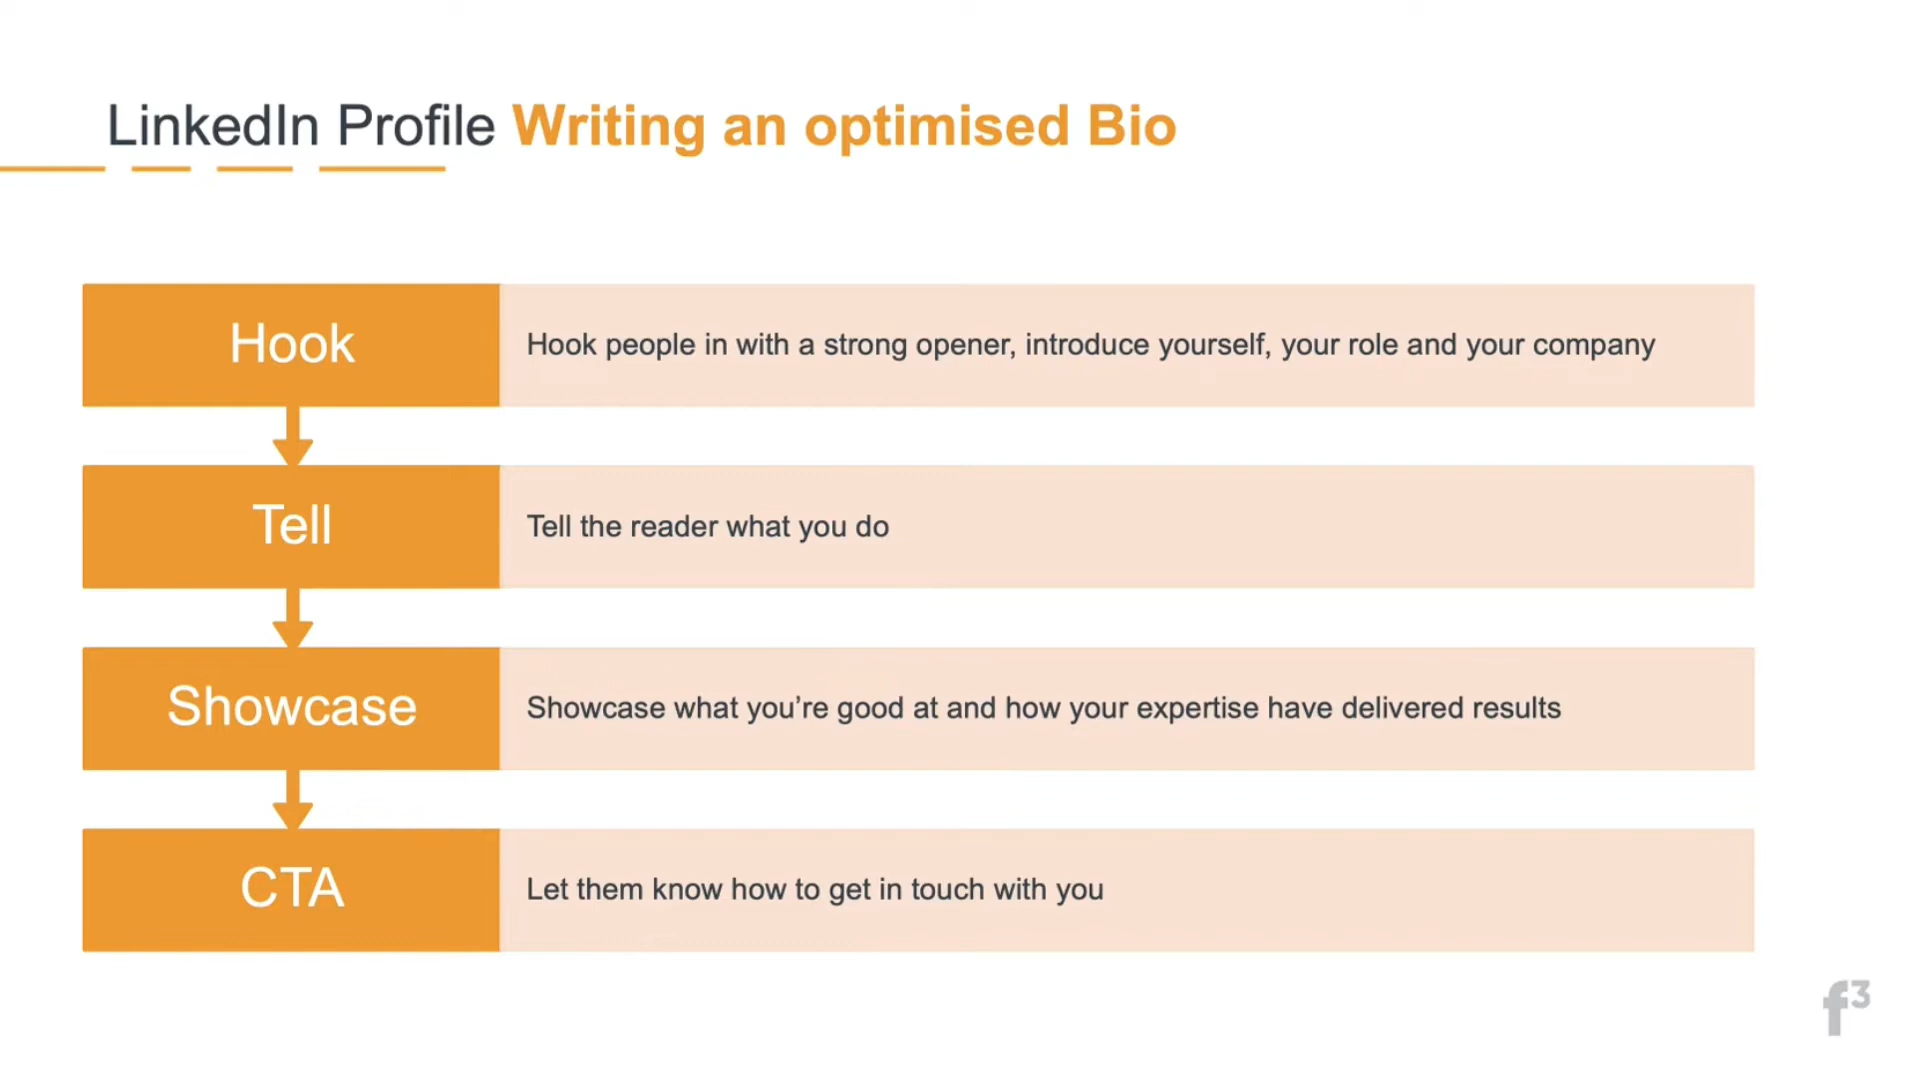 LinkedIn Profile Writing an optimised Bio
Hook
Hook people in with a strong opener, introduce yourself, your role and your company
Tell
Tell the reader what you do
Showcase
Showcase what you’re good at and how your expertise have delivered results
CTA
Let them know how to get in touch with you
f3